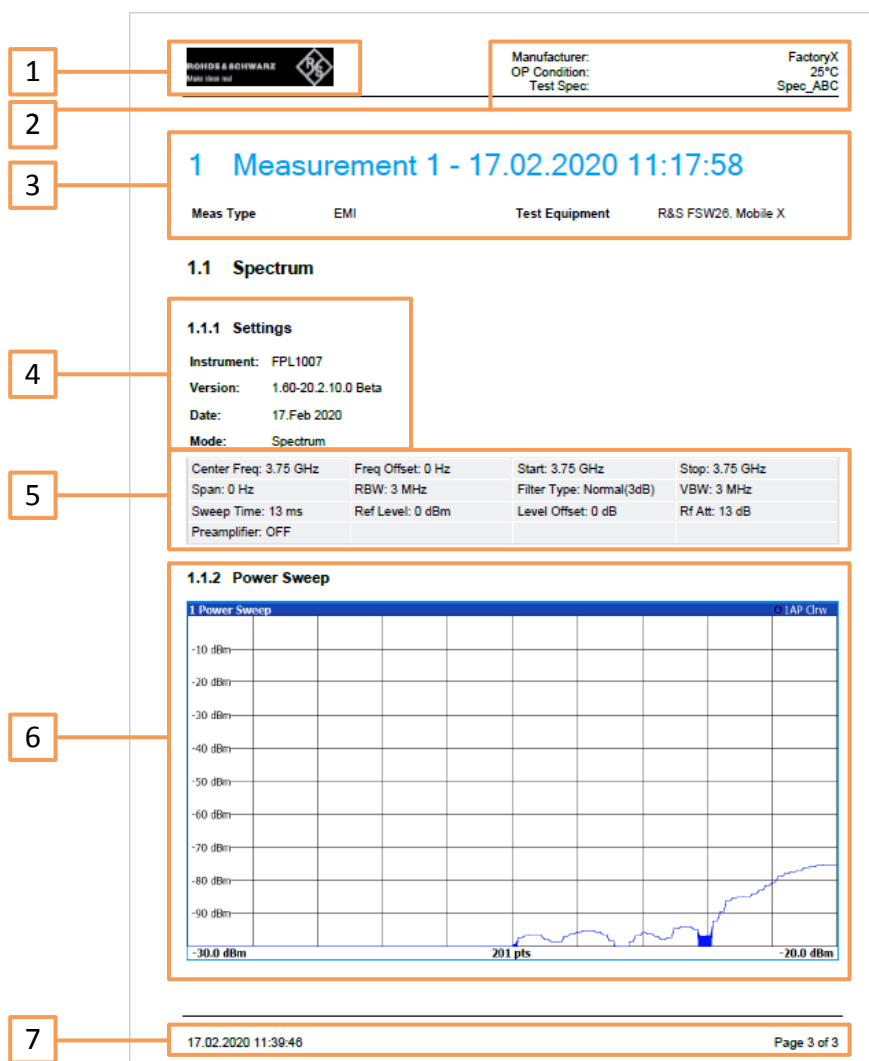 1
ROHDE & SCHWARZ
Make ideas real
R S
Manufacturer: FactoryX
OP Condition: 25°C
Test Spec: Spec_ABC
2
3
1 Measurement 1 - 17.02.2020 11:17:58
Meas Type EMI Test Equipment R&S FSW26. Mobile X
1.1 Spectrum
4
1.1.1 Settings
Instrument: FPL1007
Version: 1.60-20.2.10.0 Beta
Date: 17.Feb 2020
Mode: Spectrum
5
Center Freq: 3.75 GHz Freq Offset: 0 Hz Start: 3.75 GHz Stop: 3.75 GHz
Span: 0 Hz RBW: 3 MHz Filter Type: Normal(3dB) VBW: 3 MHz
Sweep Time: 13 ms Ref Level: 0 dBm Level Offset: 0 dB Rf Att: 13 dB
Preamplifier: OFF
6
1.1.2 Power Sweep
1 Power Sweep 1AP Clrw
-10 dBm
-20 dBm
-30 dBm
-40 dBm
-50 dBm
-60 dBm
-70 dBm
-80 dBm
-90 dBm
-30.0 dBm 201 pts -20.0 dBm
7
17.02.2020 11:39:46 Page 3 of 3